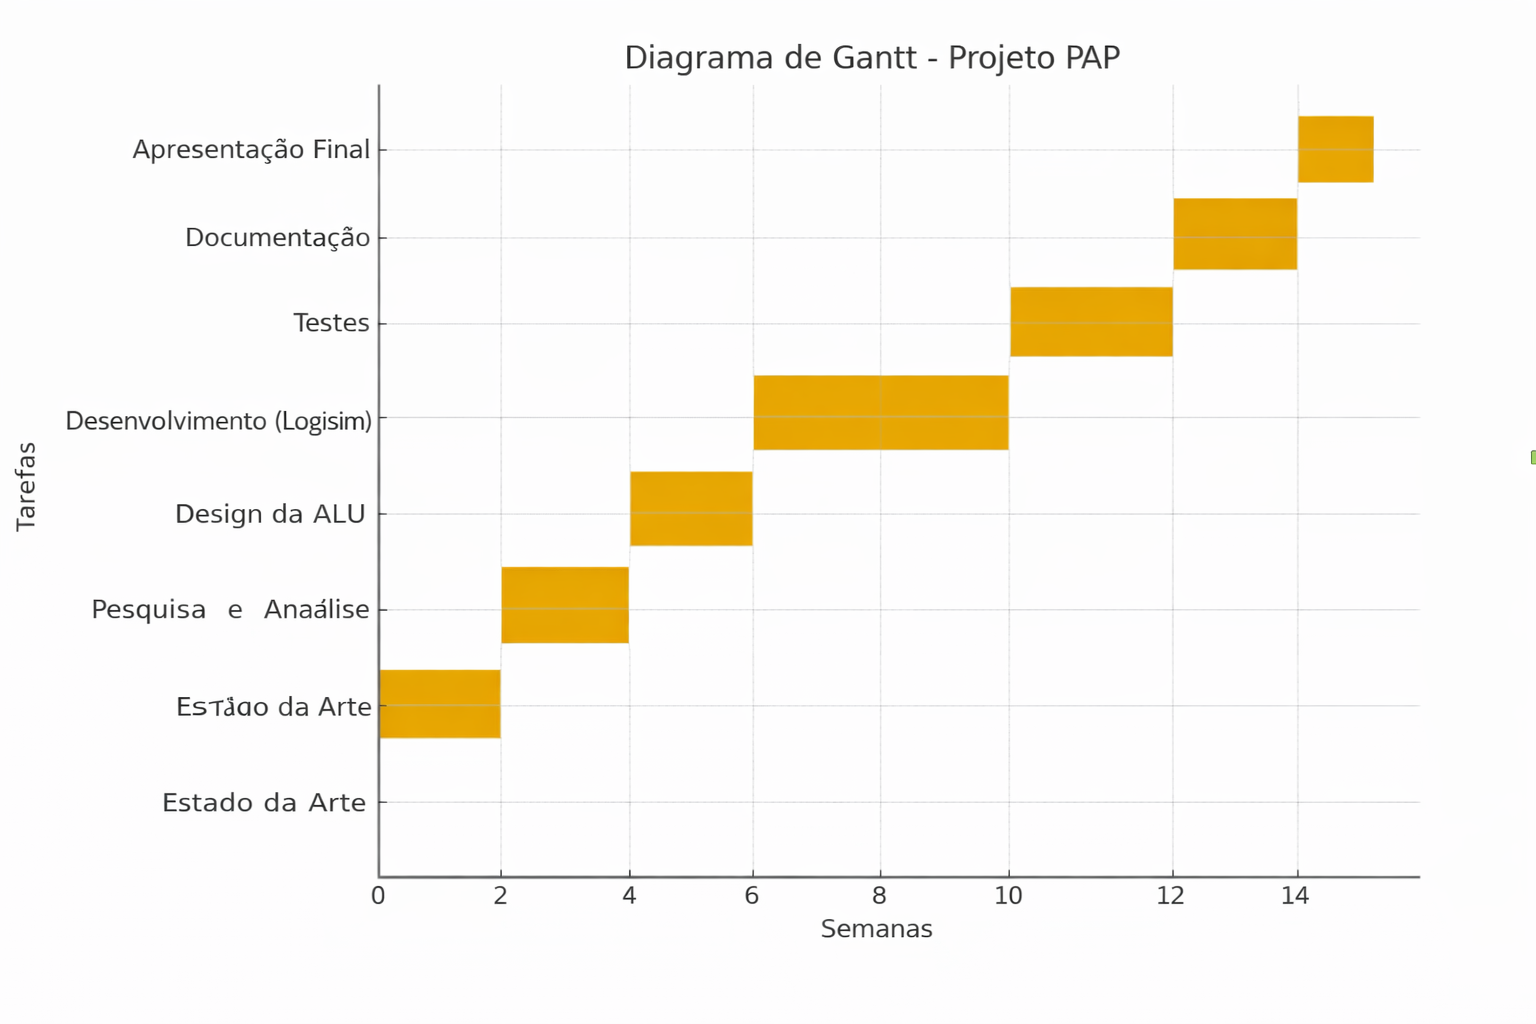 Diagrama de Gantt - Projeto PAP
Apresentação Final
Documentação
Testes
Desenvolvimento (Logisim)
Design da ALU
Pesquisa e Anaálise
da Arte
Estado da Arte
Tarefas
0 2 4 6 8 10 12 14
Semanas